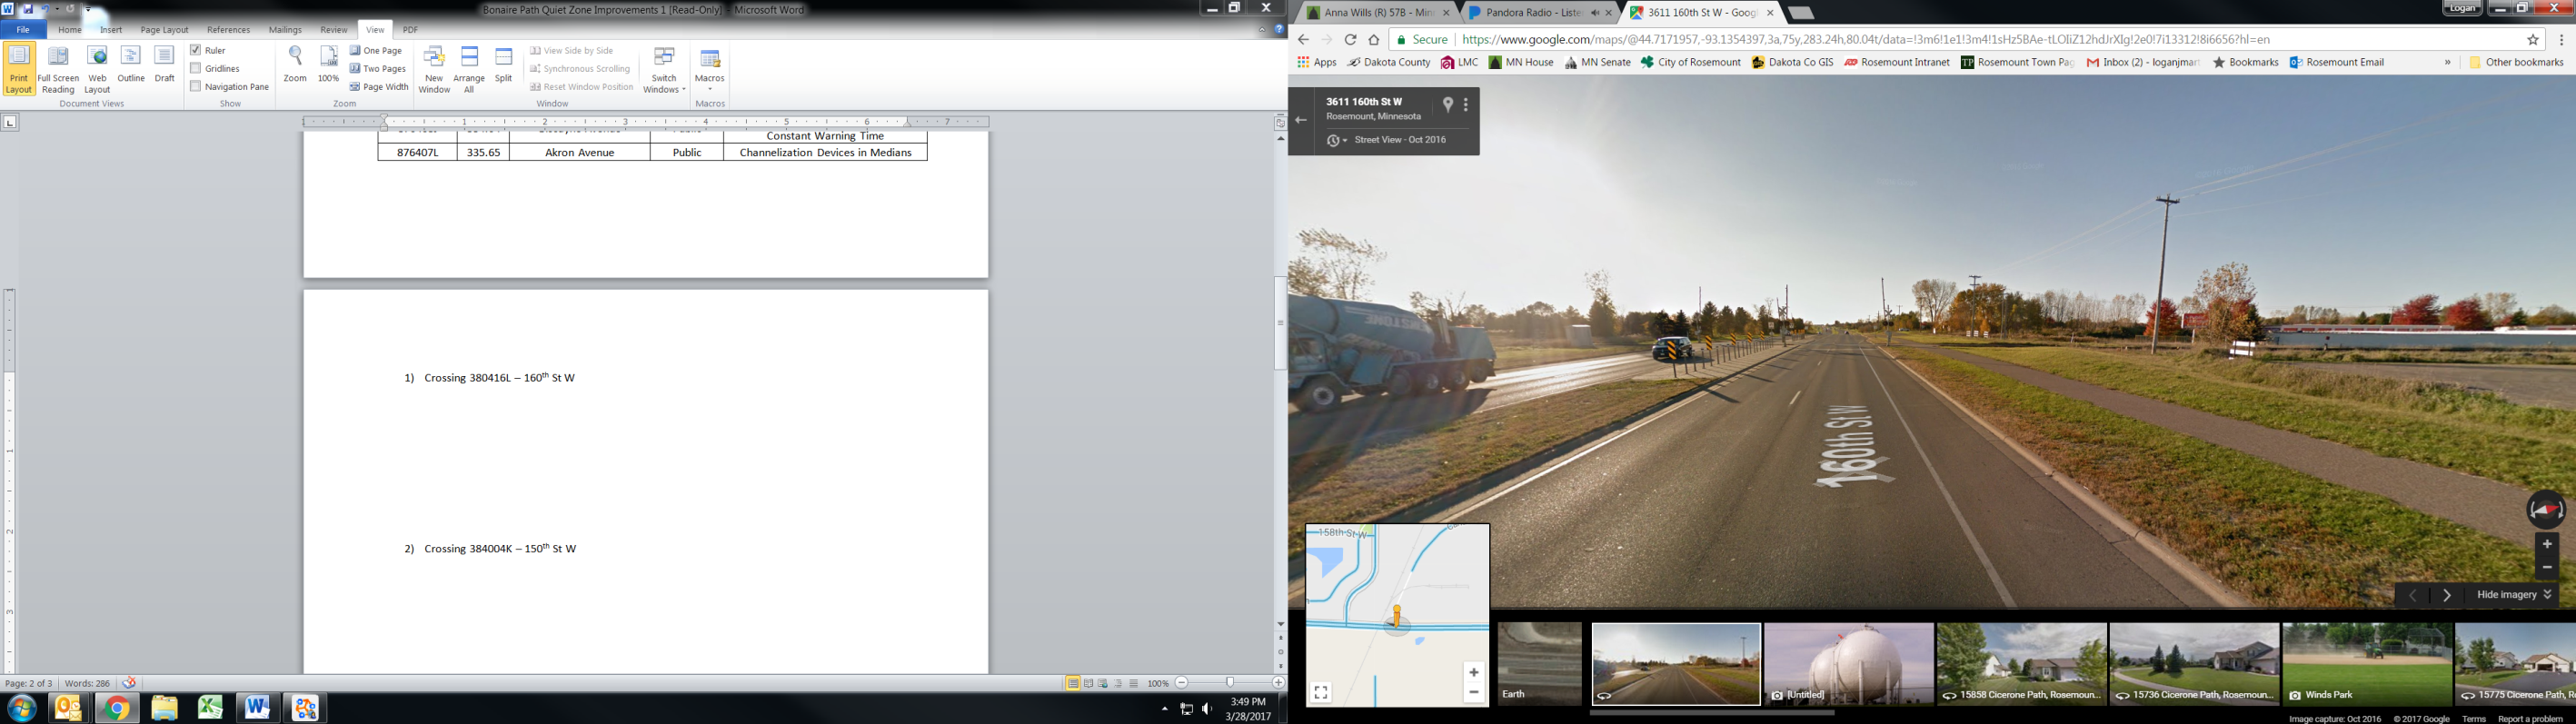 Bonaire Path Quiet Zone Improvements 1 [Read-Only] - Microsoft Word
File Home Insert Page Layout References Mailings Review View PDF
Print Layout
Full Screen Reading
Web Layout
Outline
Draft
Document Views
Ruler
Gridlines
Navigation Pane
Show
Zoom
100%
One Page
Two Pages
Page Width
Zoom
New Window
Arrange All
Split
View Side by Side
Synchronous Scrolling
Reset Window Position
Window
Switch Windows
Macros
Macros
Constant Warning Time
876407L 335.65 Akron Avenue Public Channelization Devices in Medians
1) Crossing 380416L – 160th St W
2) Crossing 384004K – 150th St W
Page: 2 of 3 Words: 286
100%
3:49 PM
3/28/2017
Anna Wills (R) 57B - Min
Pandora Radio - Liste
3611 160th St W - Goog
Logan
Secure https://www.google.com/maps/@44.7171957,-93.1354397,3a,75y,283.24h,80.04t/data=!3m6!1e1!3m4!1sHz5BAe-tLOliZ12hdJrXlg!2e0!7i13312!8i6656?hl=en
Apps Dakota County LMC MN House MN Senate City of Rosemount Dakota Co GIS Rosemount Intranet Rosemount Town Pag Inbox (2) - loganjmar Bookmarks Rosemount Email » Other bookmarks
3611 160th St W
Rosemount, Minnesota
Street View - Oct 2016
160th St W
158th St W
Hide imagery
Earth
[Untitled]
15858 Cicerone Path, Rosemoun...
15736 Cicerone Path, Rosemoun...
Winds Park
15775 Cicerone Path, R
Image capture: Oct 2016 © 2017 Google Terms Report a problem